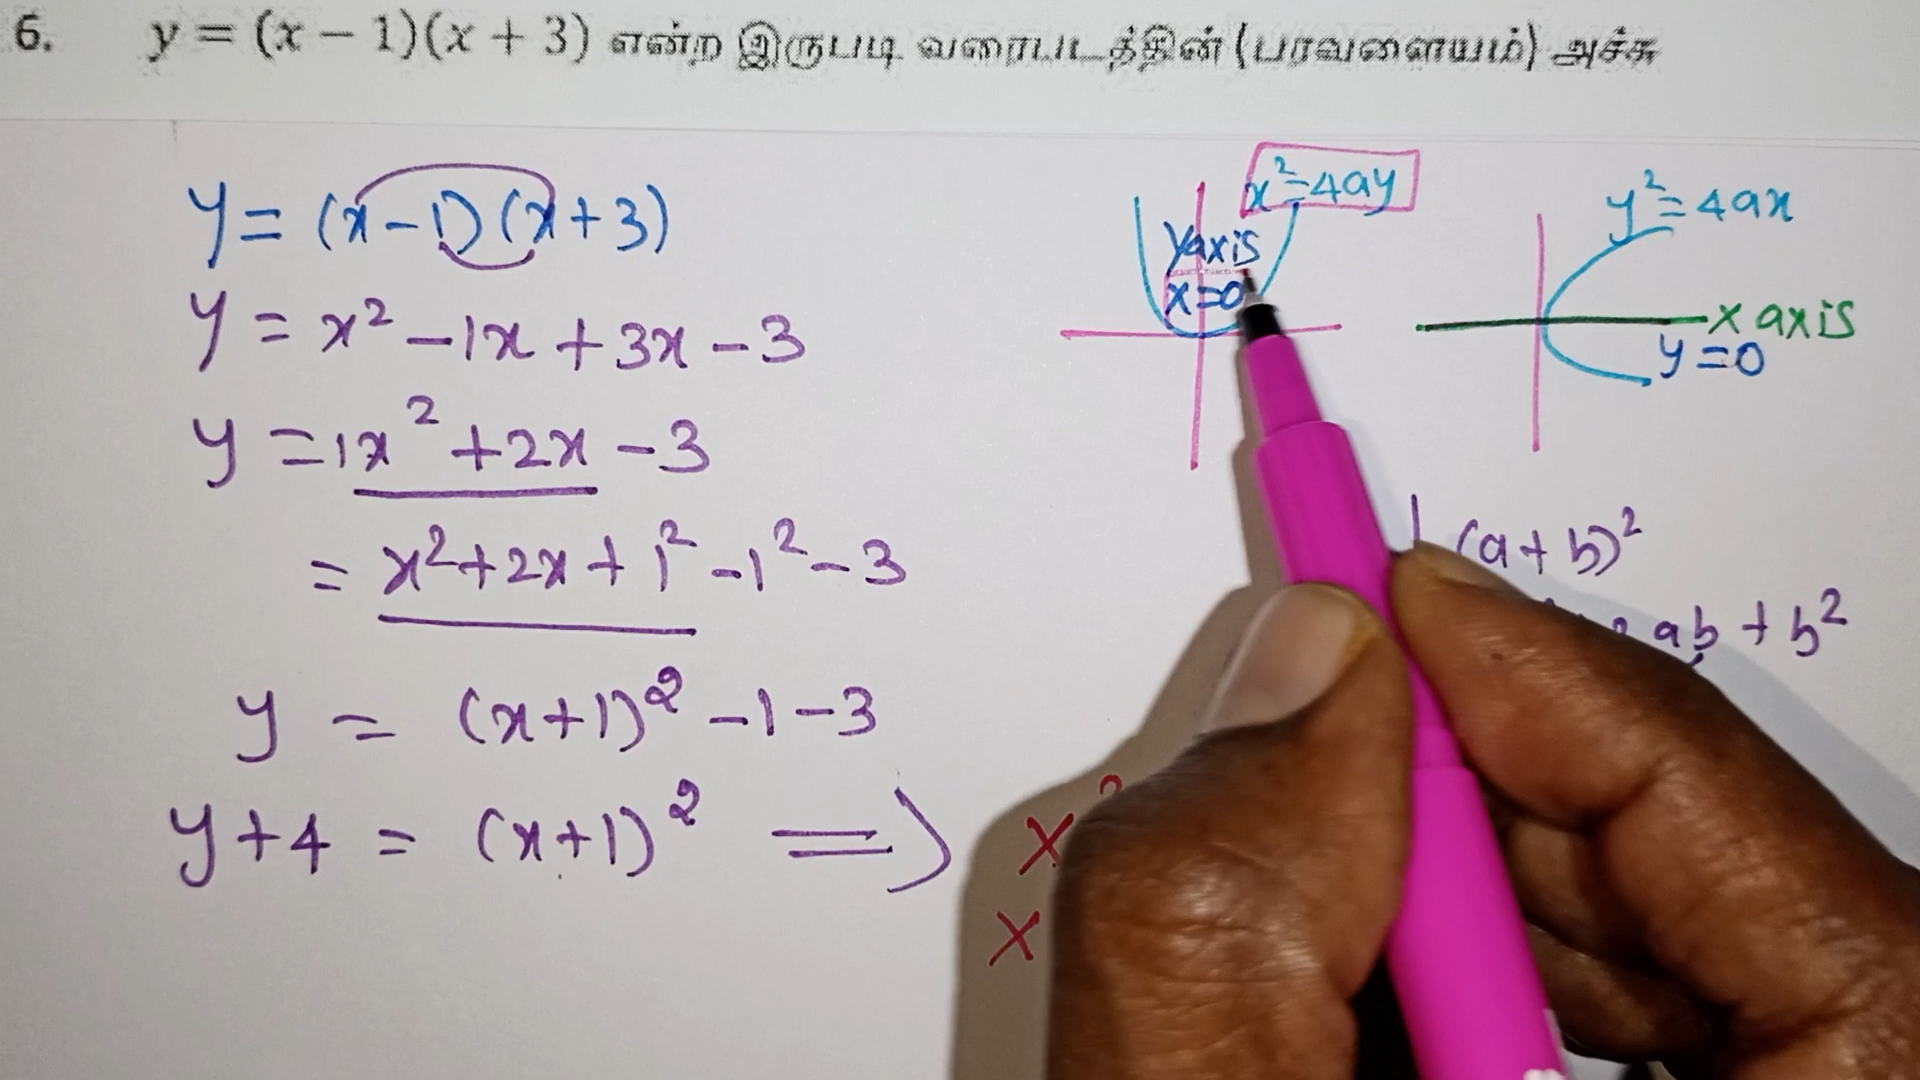 6. y = (x − 1)(x + 3) என்ற இருபடி வரைபடத்தின் (பரவளையம்) அச்சு
y = (x-1) (x+3)
y = x² -1x + 3x - 3
y = 1x² +2x - 3
= x²+2x+1² -1² -3
y = (x+1)² -1-3
y+4 = (x+1)² ⇒ x²
x
x² = 4ay
y axis
x=0
y² = 4ax
x axis
y = 0
(a+b)²
ab + b²